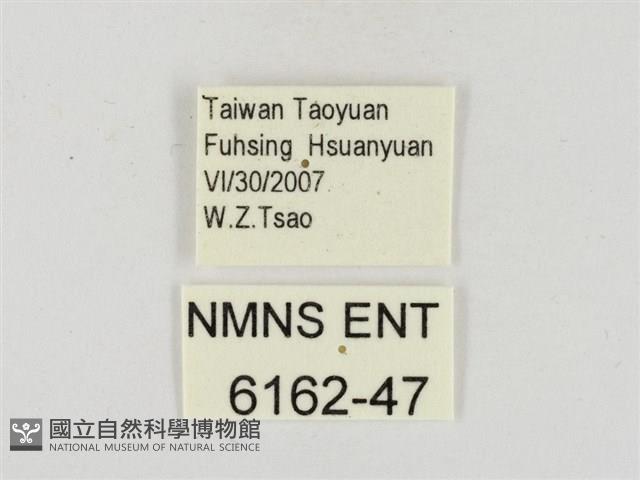 Taiwan Taoyuan
Fuhsing Hsuanyuan
VI/30/2007
W.Z.Tsao
NMNS ENT
6162-47
國立自然科學博物館
NATIONAL MUSEUM OF NATURAL SCIENCE